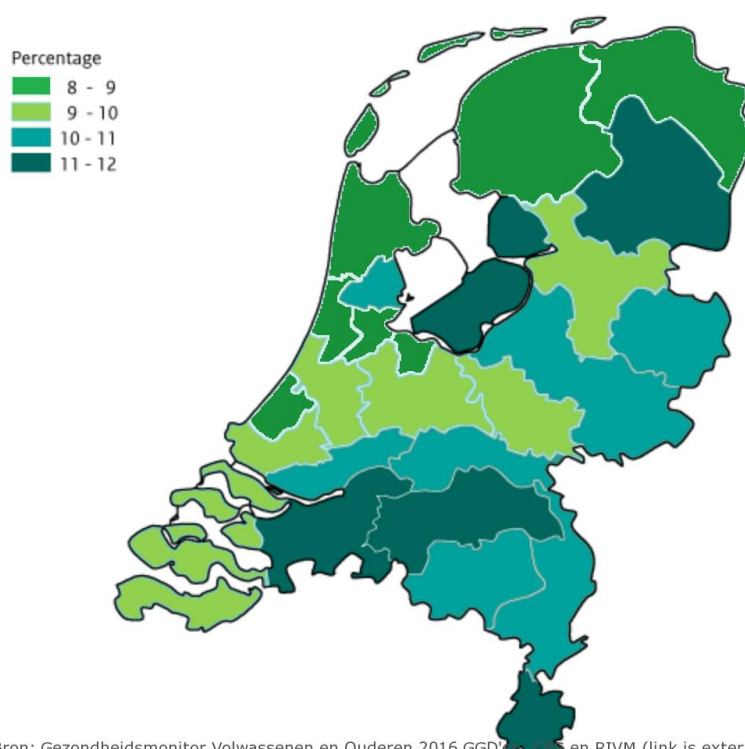 Percentage
8 - 9
9 - 10
10 - 11
11 - 12
Bron: Gezondheidsmonitor Volwassenen en Ouderen 2016 GGD'en en RIVM (link is exter